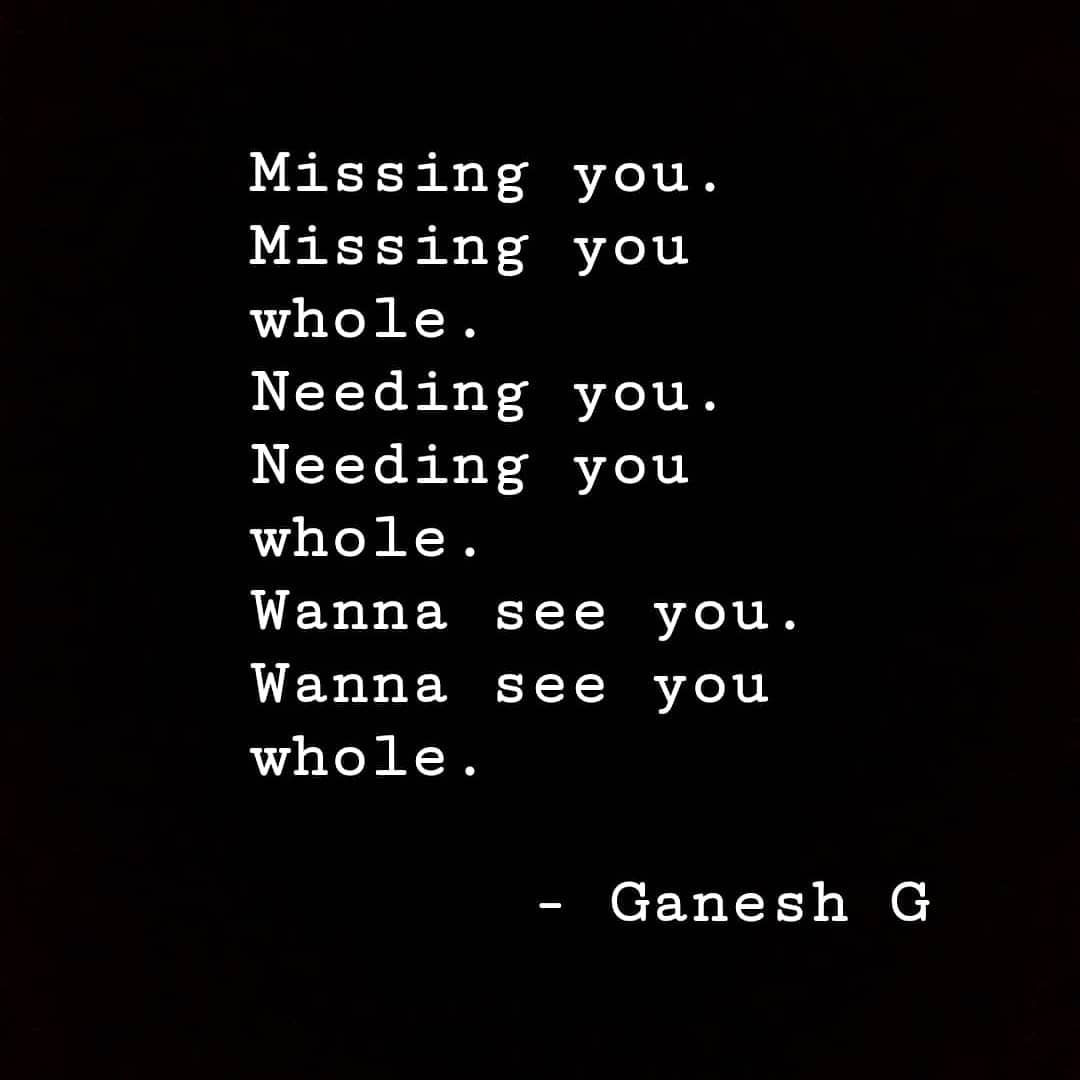 Missing you.
Missing you
whole.
Needing you.
Needing you
whole.
Wanna see you.
Wanna see you
whole.
- Ganesh G